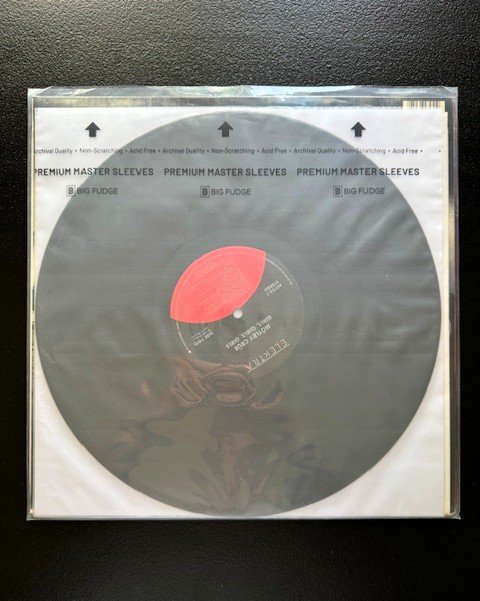 Archival Quality • Non-Scratching • Acid Free • Archival Quality • Non-Scratching • Acid Free • Archival Quality • Non-Scratching • Acid Free •
PREMIUM MASTER SLEEVES PREMIUM MASTER SLEEVES PREMIUM MASTER SLEEVES
B BIG FUDGE B BIG FUDGE B BIG FUDGE
STEREO
MÖTLEY CRÜE
GIRLS, GIRLS, GIRLS
ELEKTRA